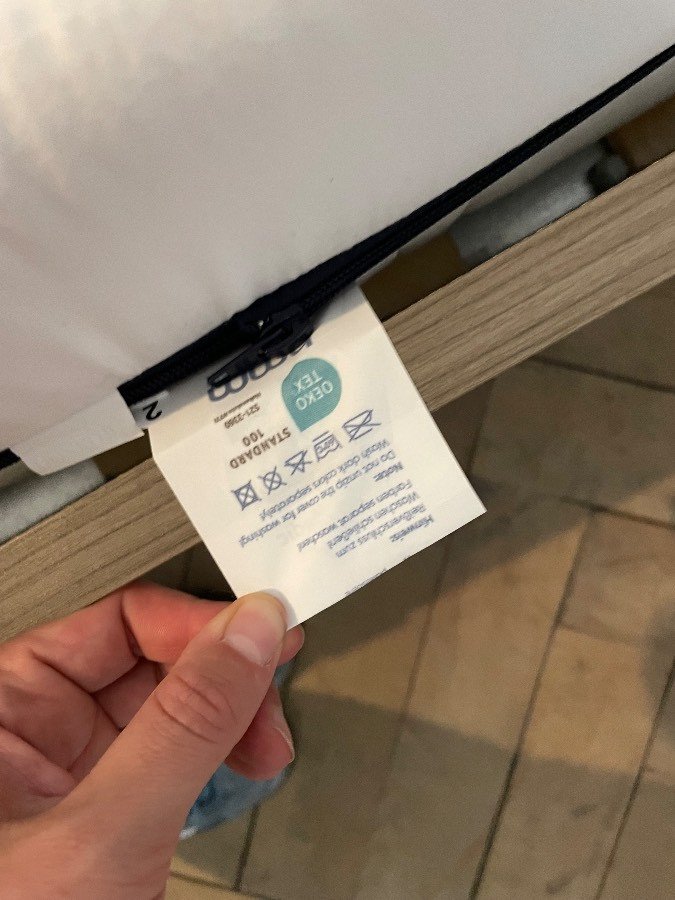 OEKO
TEX®
STANDARD
100
Hinweis:
Reißverschluss zum
Waschen schließen!
Farben separat waschen!
Note:
Do not unzip the cover for washing!
Wash dark colors separately!
2